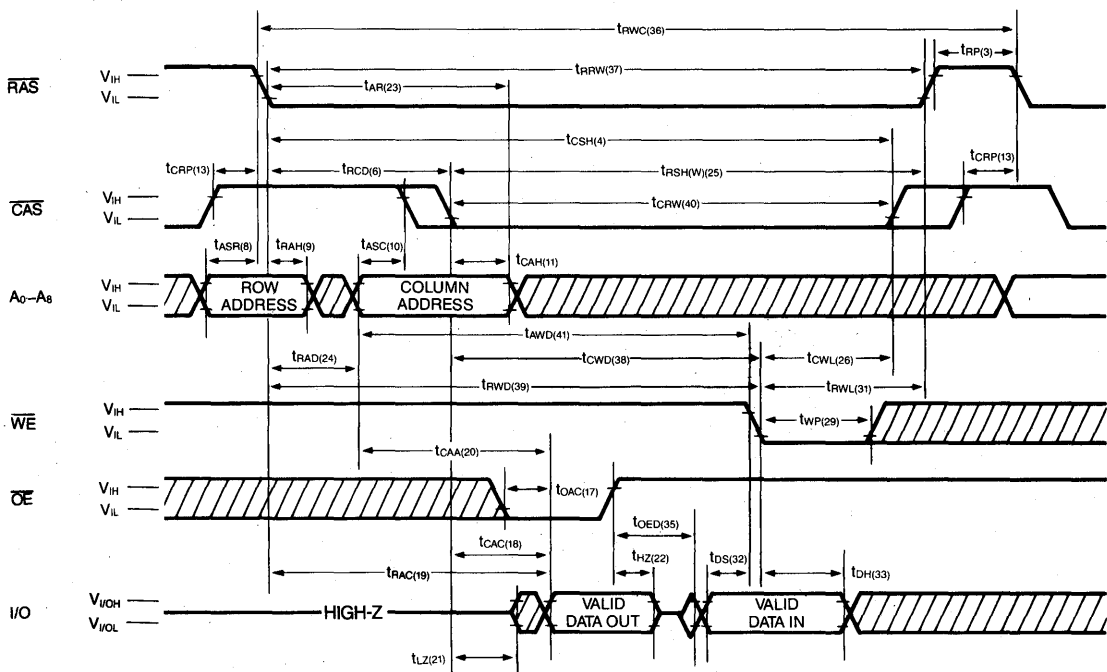 tRWC(36)
tRP(3)
tRRW(37)
RAS
VIH
VIL
tAR(23)
tCSH(4)
tCRP(13)
tRCD(6)
tRSH(W)(25)
tCRP(13)
CAS
VIH
VIL
tCRW(40)
tASR(8)
tRAH(9)
tASC(10)
tCAH(11)
A0–A8
VIH
VIL
ROW
ADDRESS
COLUMN
ADDRESS
tAWD(41)
tRAD(24)
tCWD(38)
tCWL(26)
tRWD(39)
tRWL(31)
WE
VIH
VIL
tWP(29)
tCAA(20)
OE
VIH
VIL
tOAC(17)
tOED(35)
tCAC(18)
tHZ(22)
tDS(32)
tRAC(19)
tDH(33)
I/O
VI/OH
VI/OL
HIGH-Z
VALID
DATA OUT
VALID
DATA IN
tLZ(21)